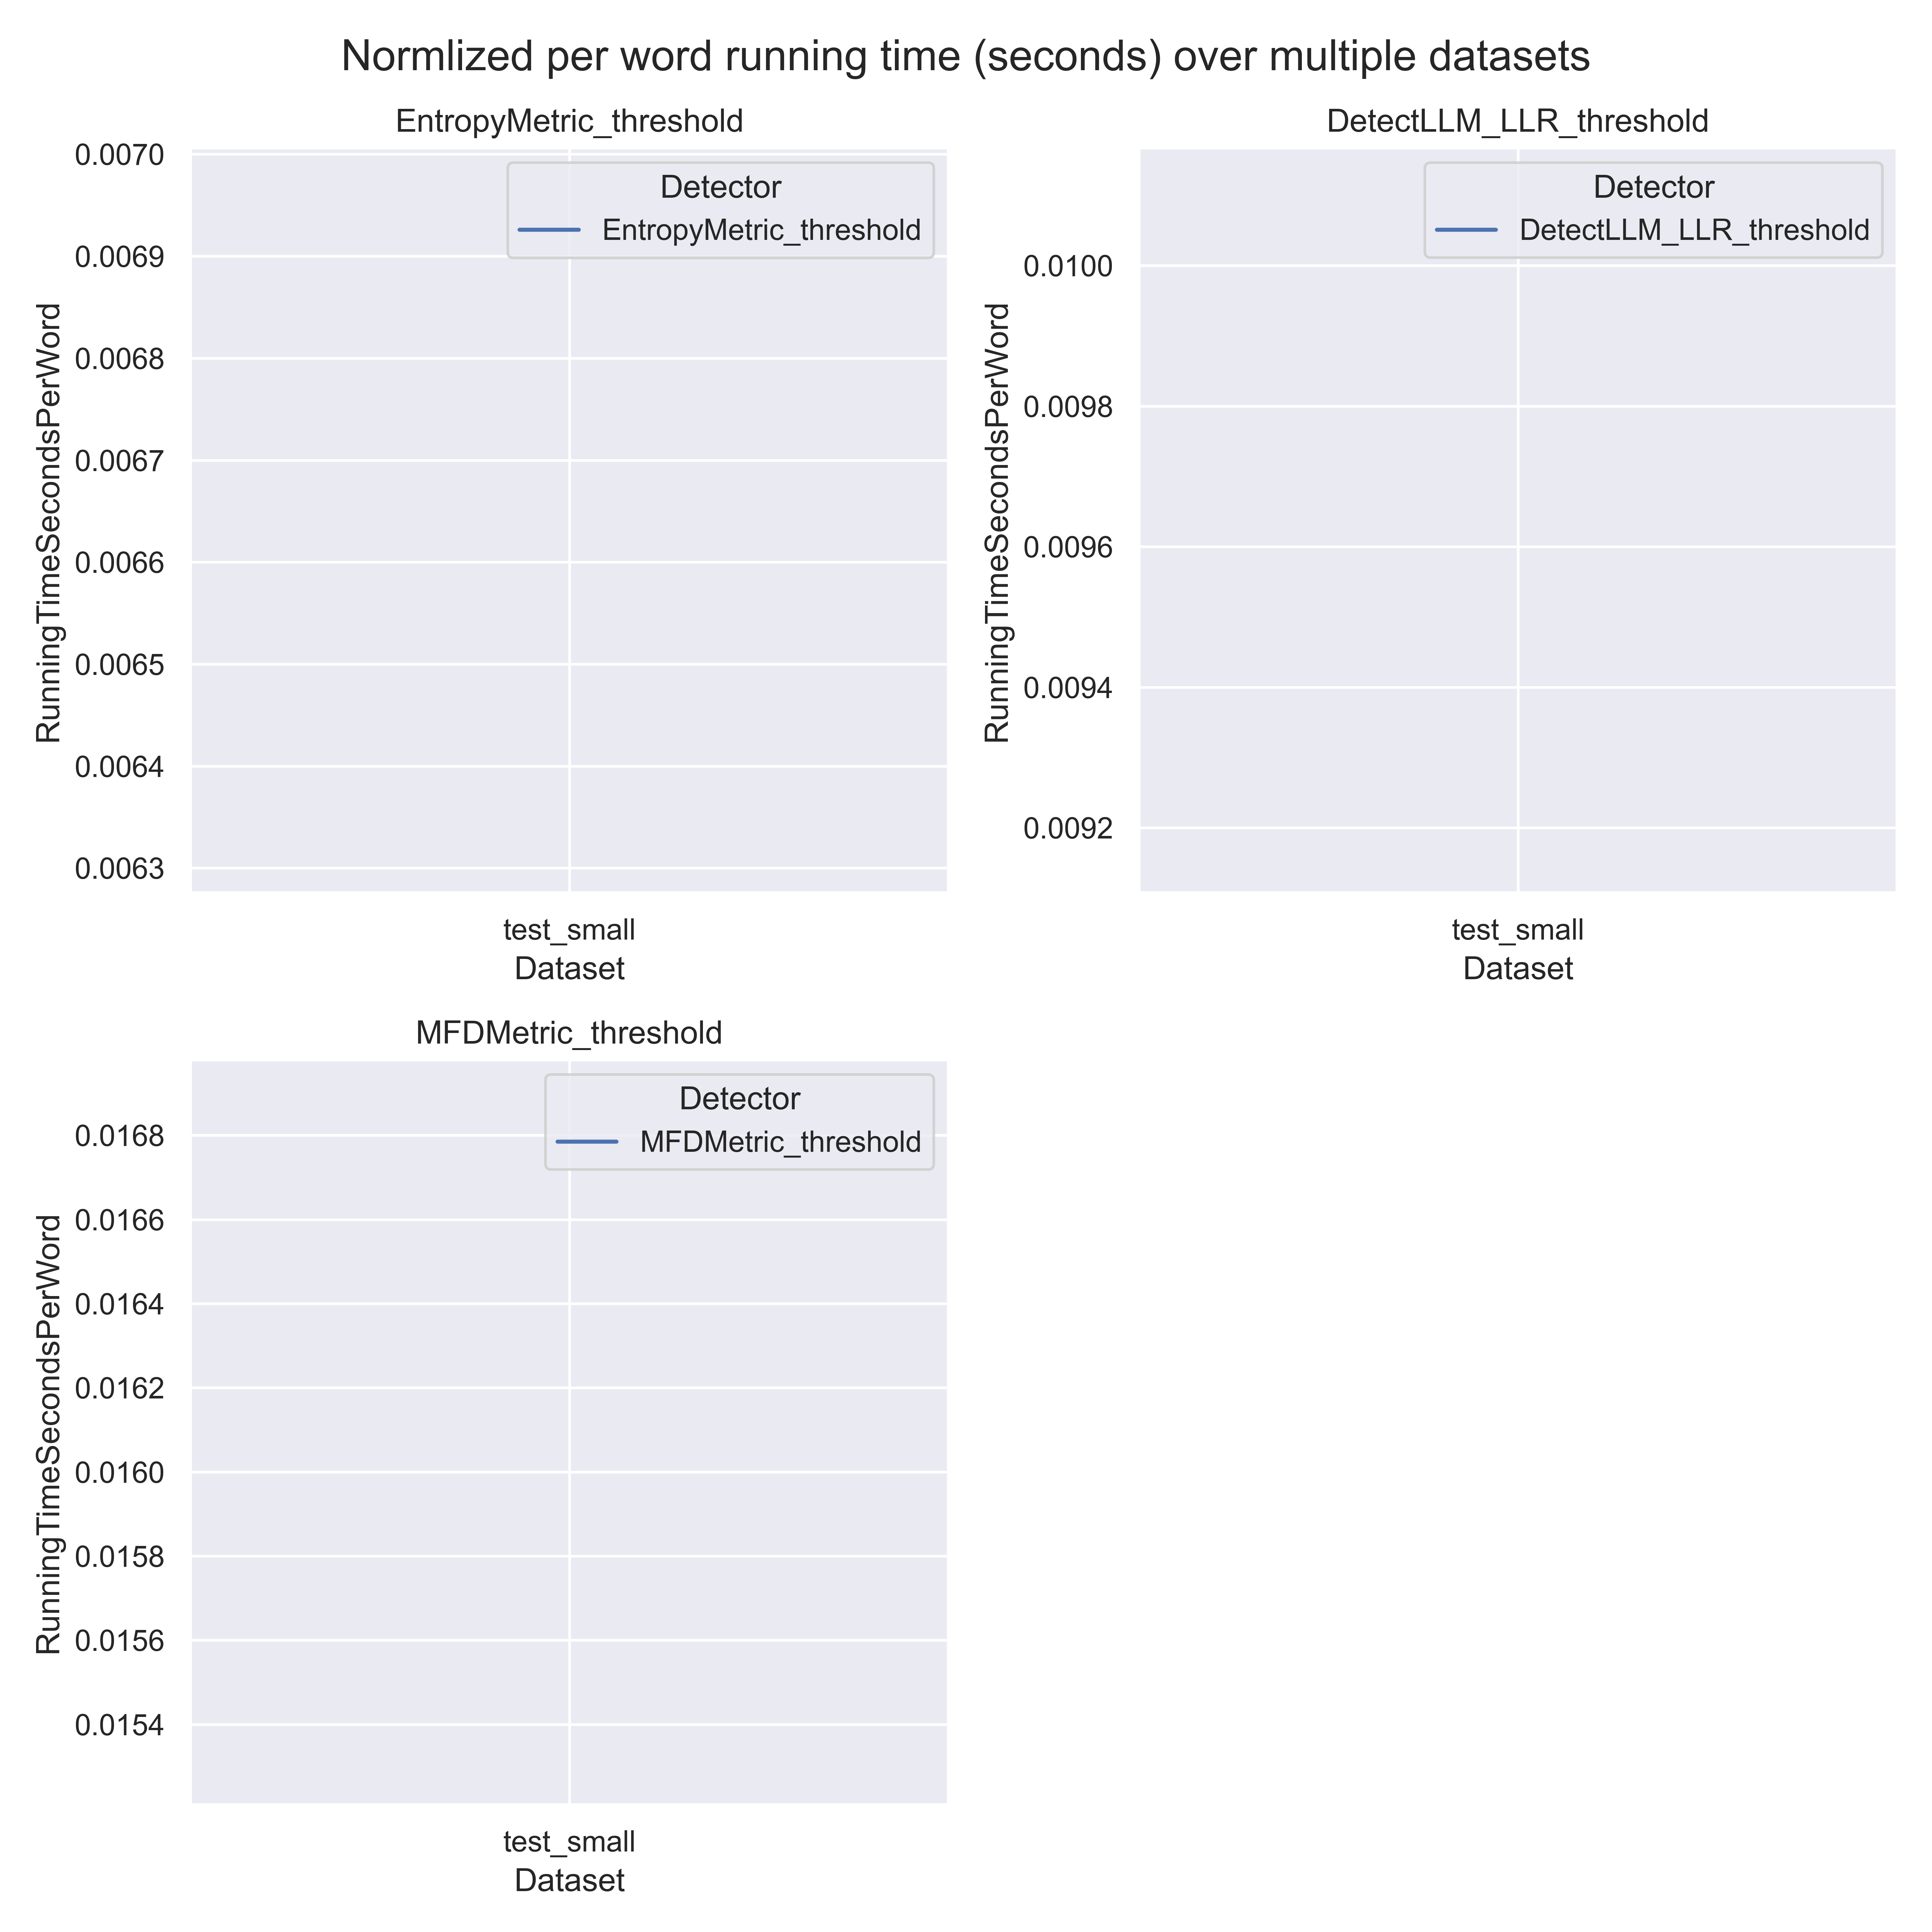 Normlized per word running time (seconds) over multiple datasets
EntropyMetric_threshold
Detector
EntropyMetric_threshold
RunningTimeSecondsPerWord
0.0070
0.0069
0.0068
0.0067
0.0066
0.0065
0.0064
0.0063
test_small
Dataset
DetectLLM_LLR_threshold
Detector
DetectLLM_LLR_threshold
RunningTimeSecondsPerWord
0.0100
0.0098
0.0096
0.0094
0.0092
test_small
Dataset
MFDMetric_threshold
Detector
MFDMetric_threshold
RunningTimeSecondsPerWord
0.0168
0.0166
0.0164
0.0162
0.0160
0.0158
0.0156
0.0154
test_small
Dataset